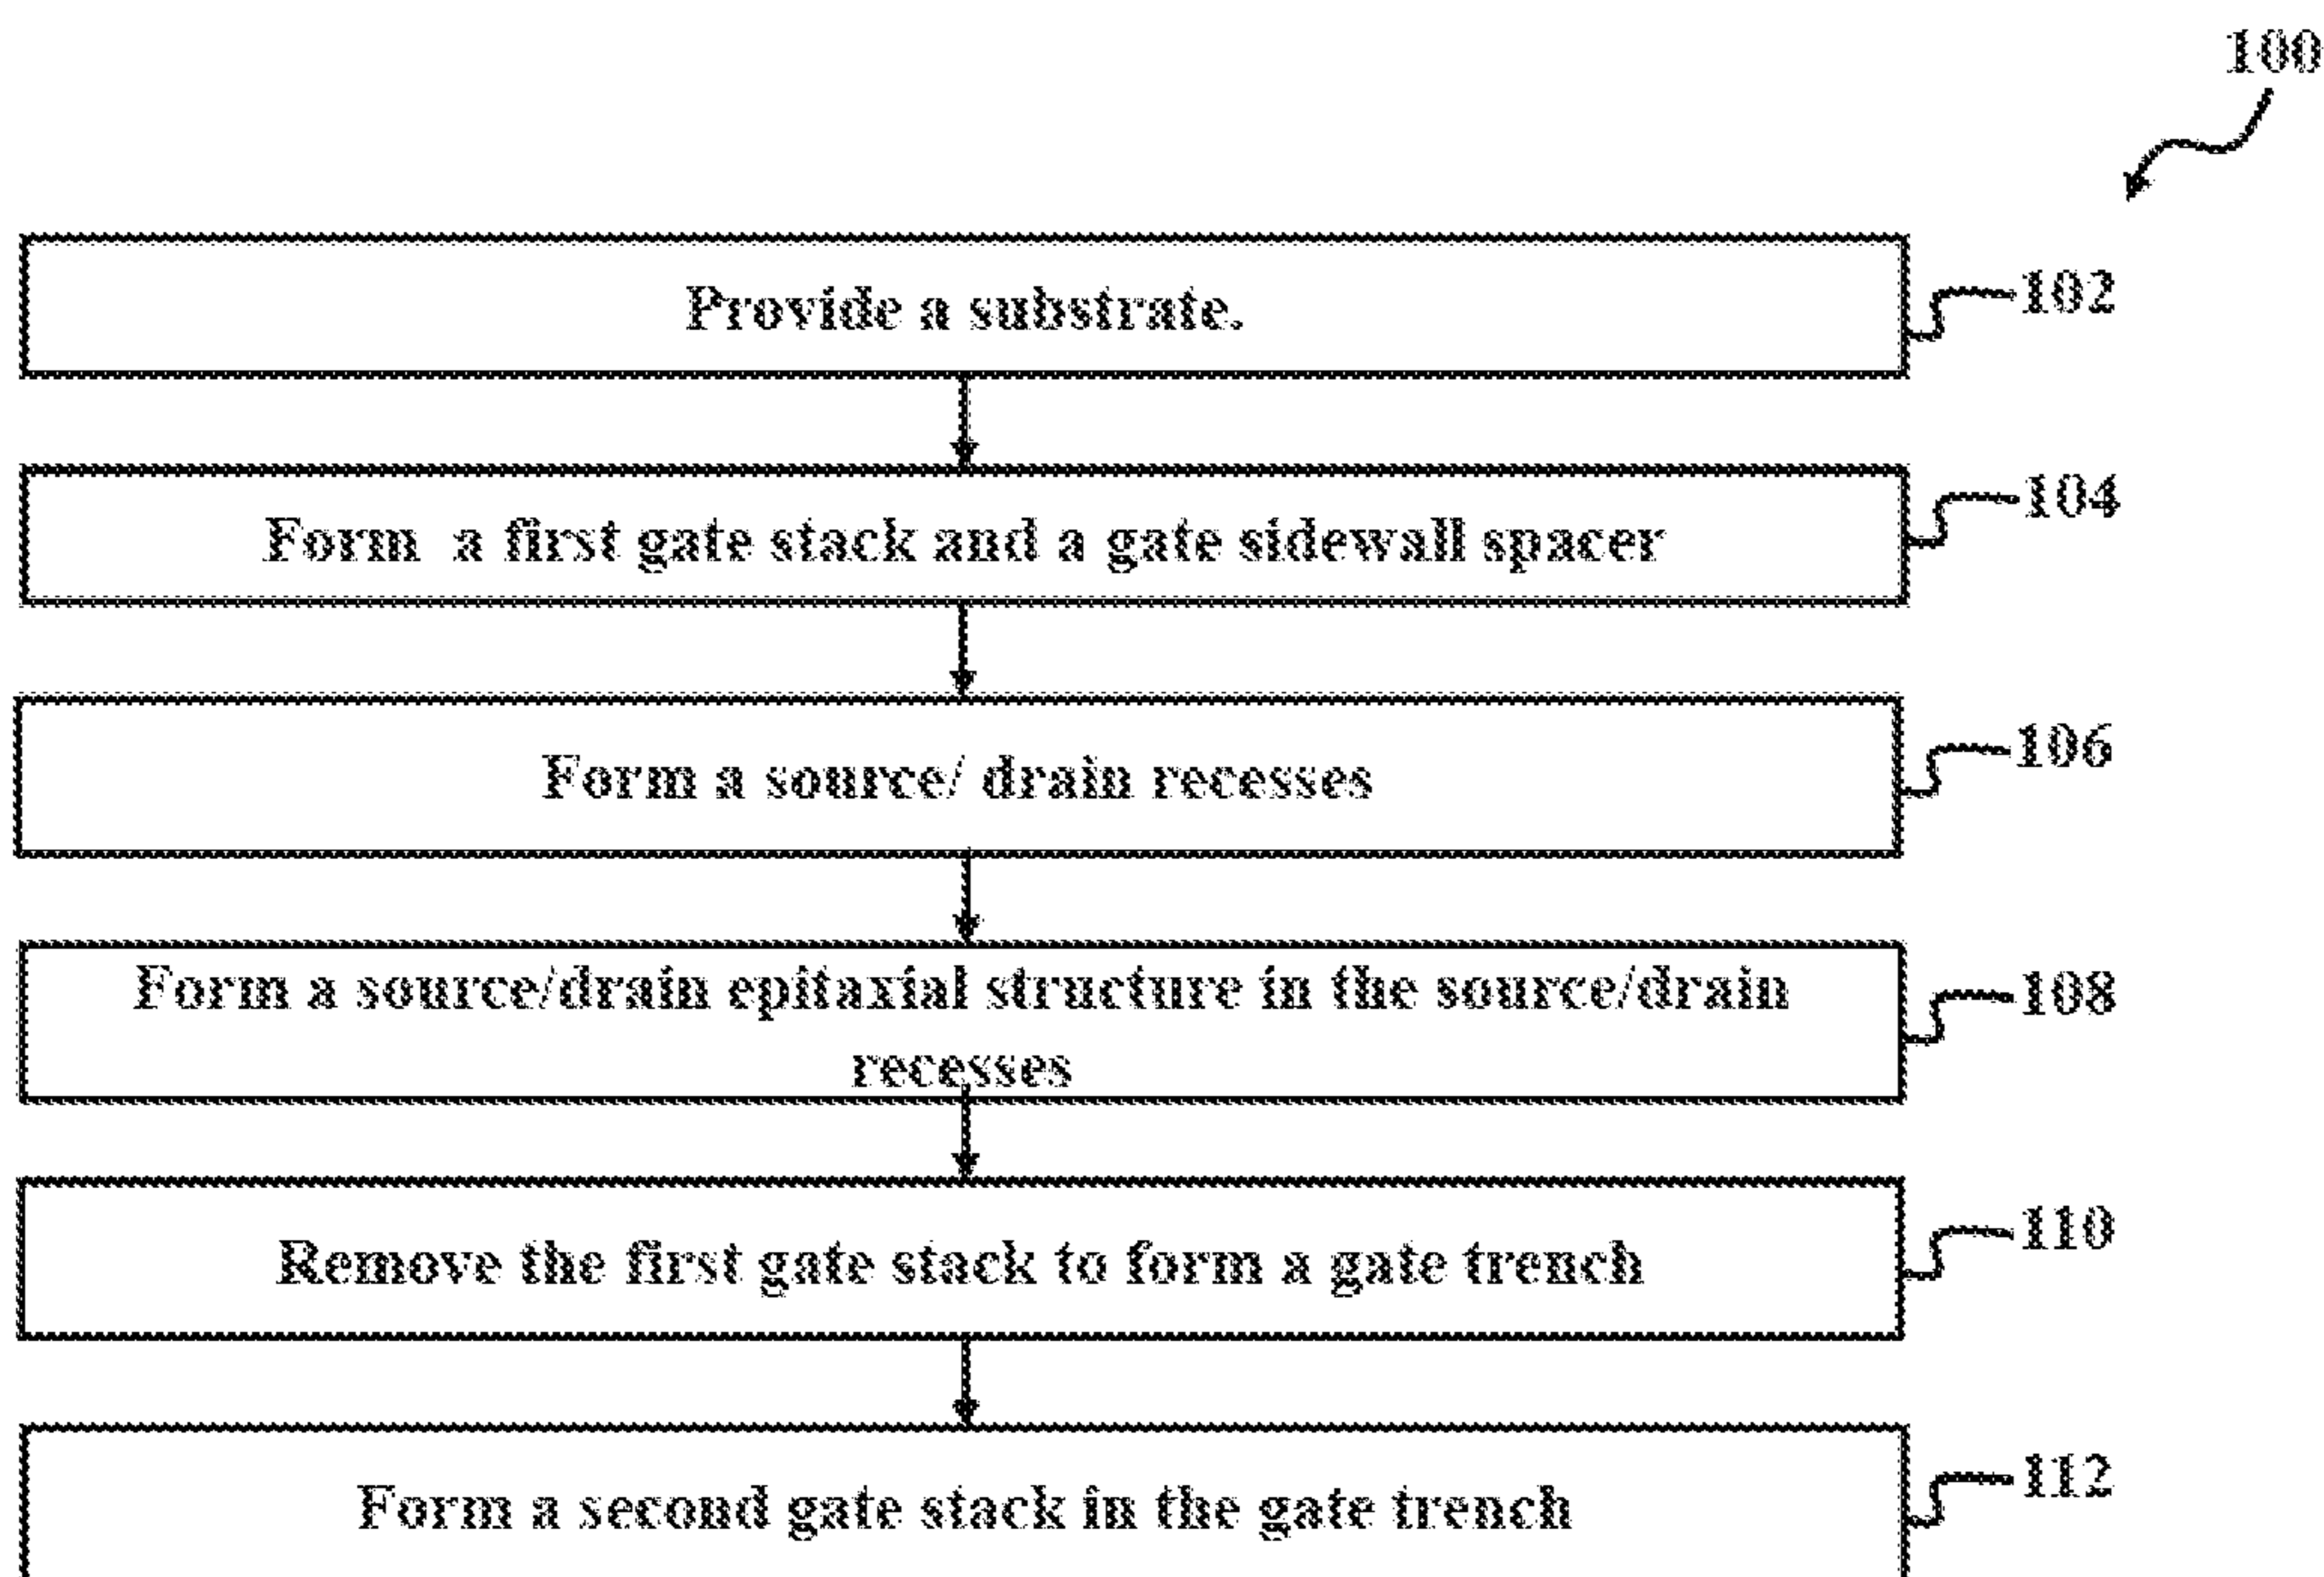 100
Provide a substrate.
102
Form a first gate stack and a gate sidewall spacer
104
Form a source/ drain recesses
106
Form a source/drain epitaxial structure in the source/drain
recesses
108
Remove the first gate stack to form a gate trench
110
Form a second gate stack in the gate trench
112